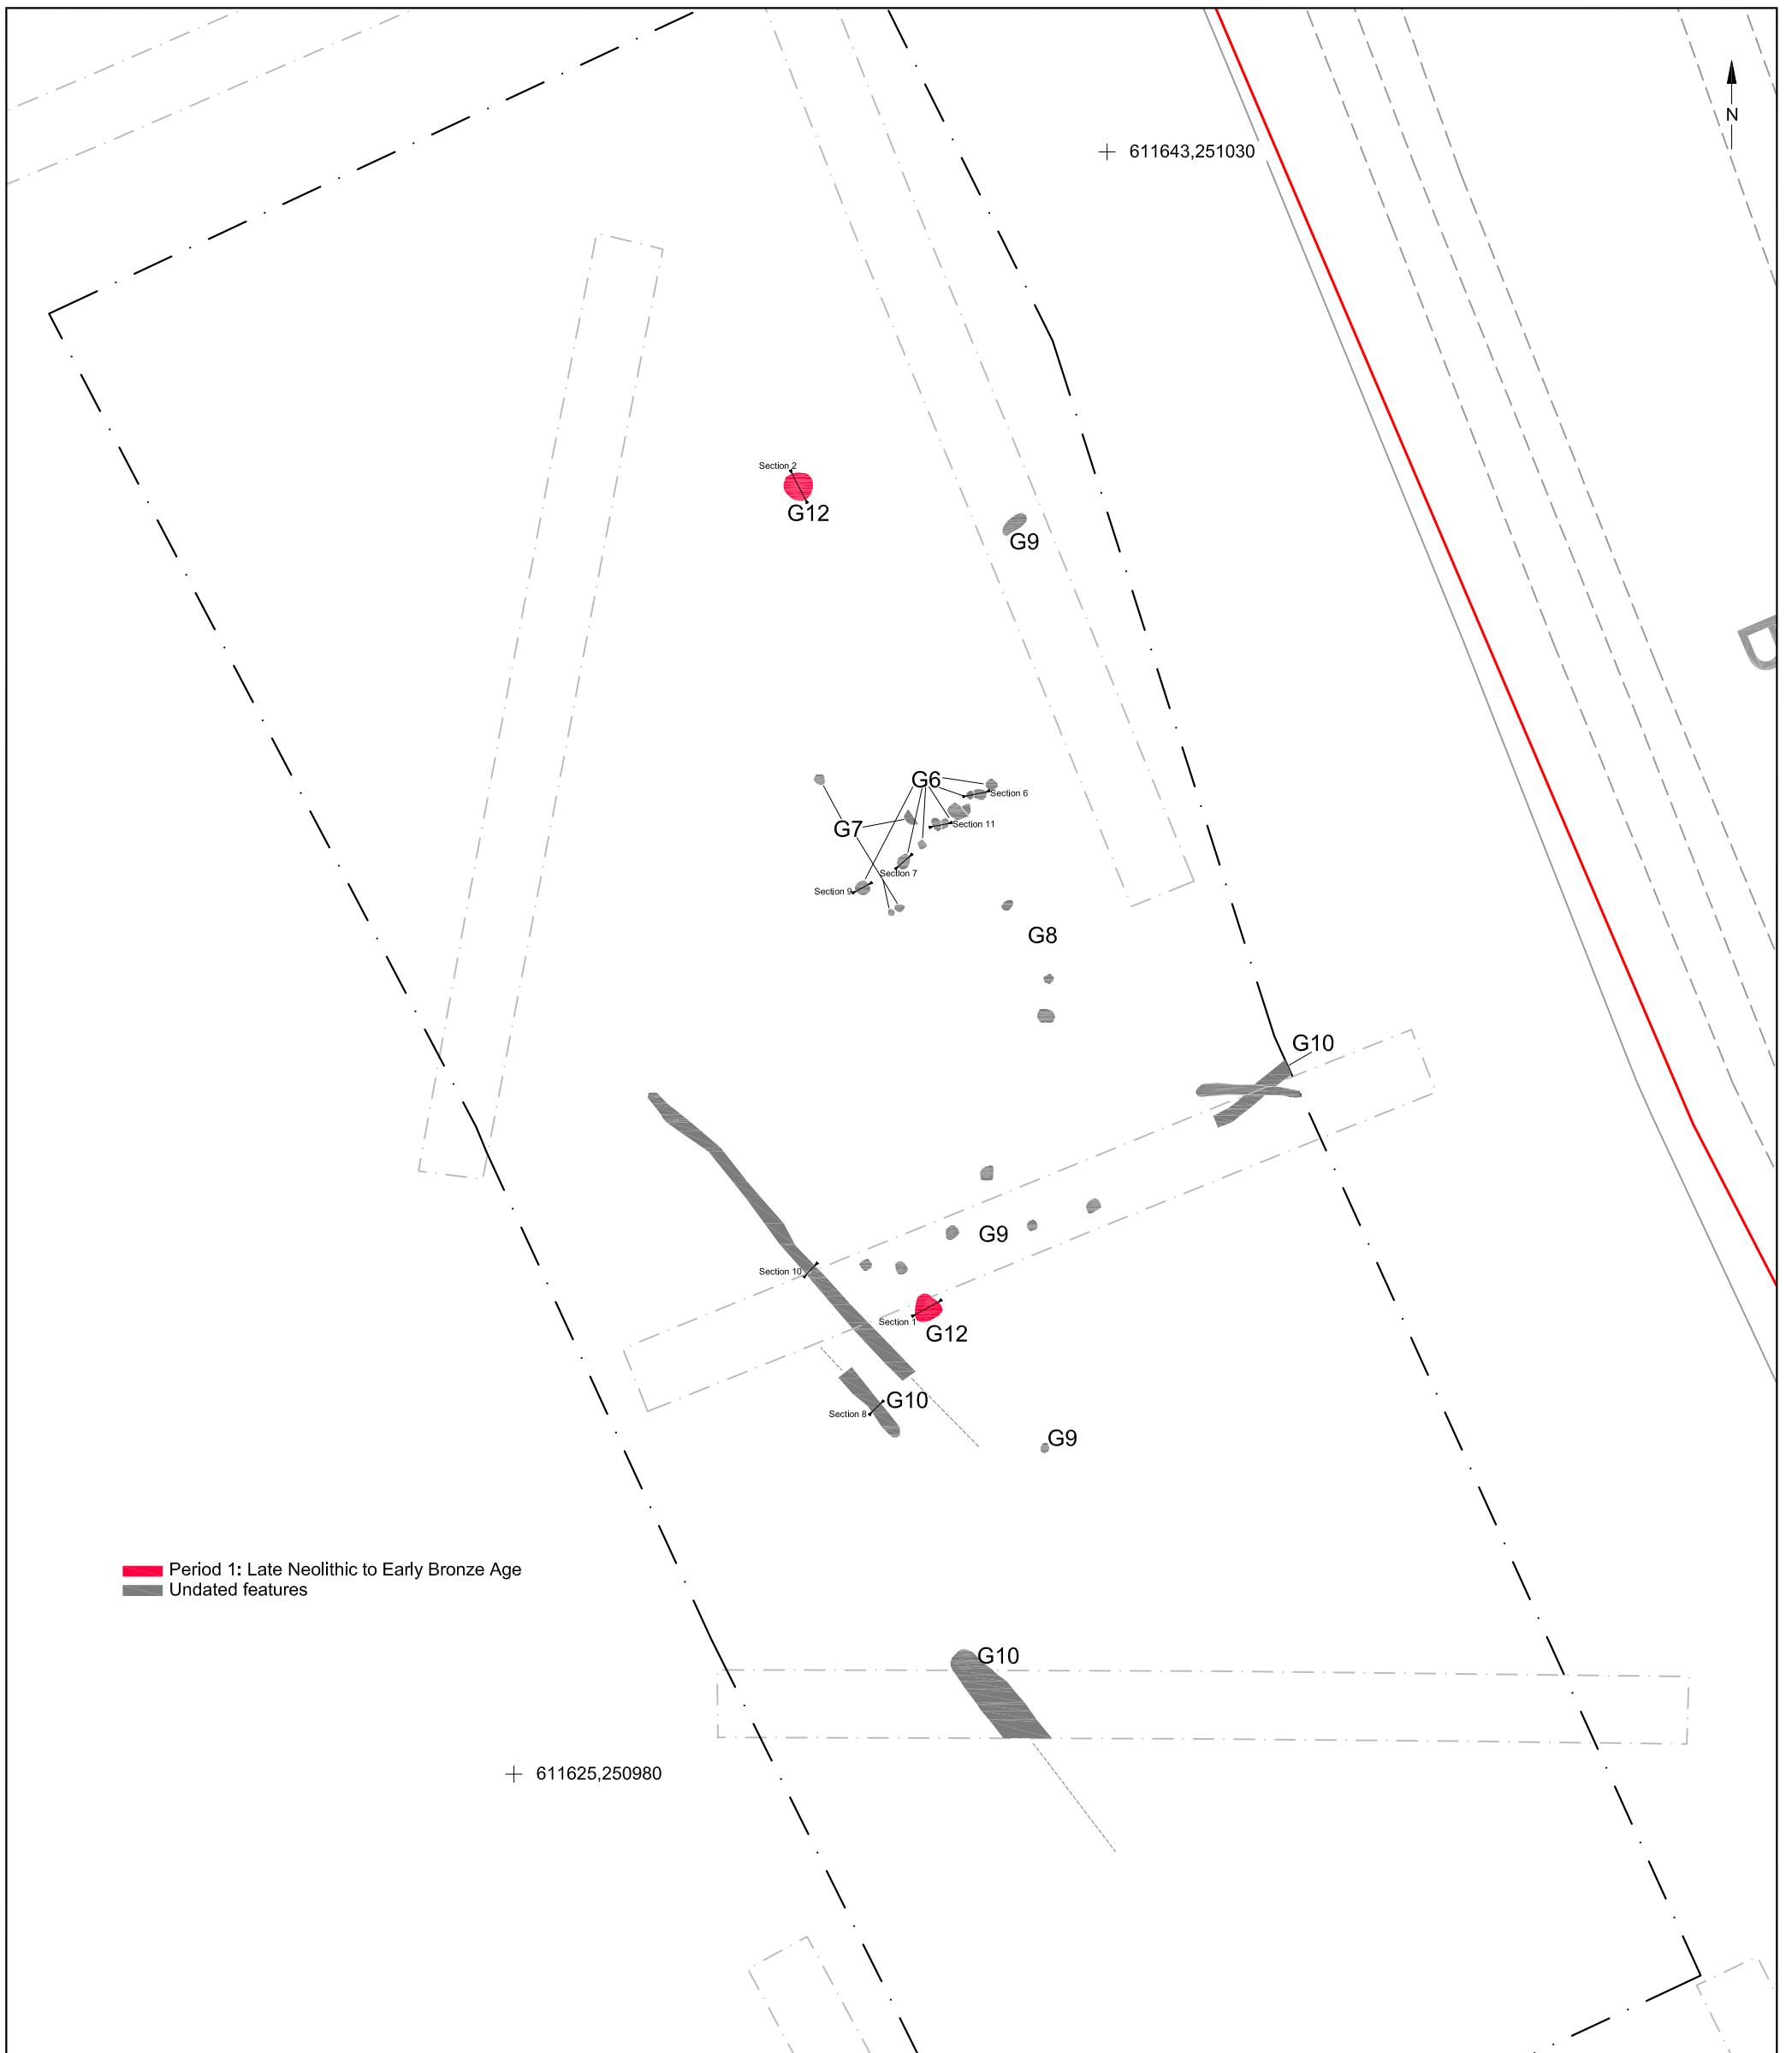 N
611643,251030
Section 2
G12
G9
G6
Section 6
G7
Section 11
Section 7
Section 9
G8
G10
G9
Section 10
Section 1
G12
G10
Section 8
G9
Period 1: Late Neolithic to Early Bronze Age
Undated features
G10
611625,250980